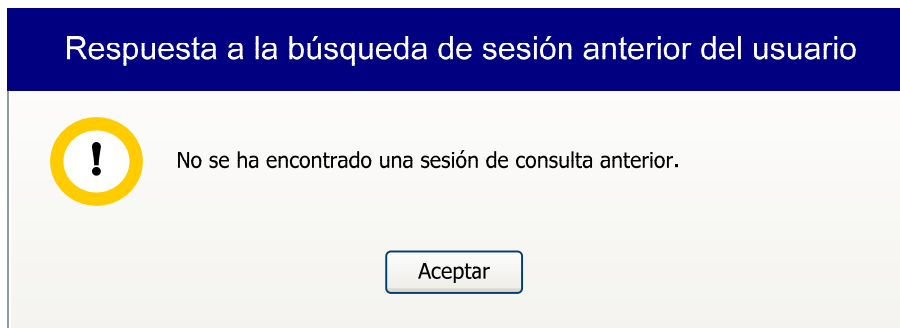 Respuesta a la búsqueda de sesión anterior del usuario
No se ha encontrado una sesión de consulta anterior.
Aceptar